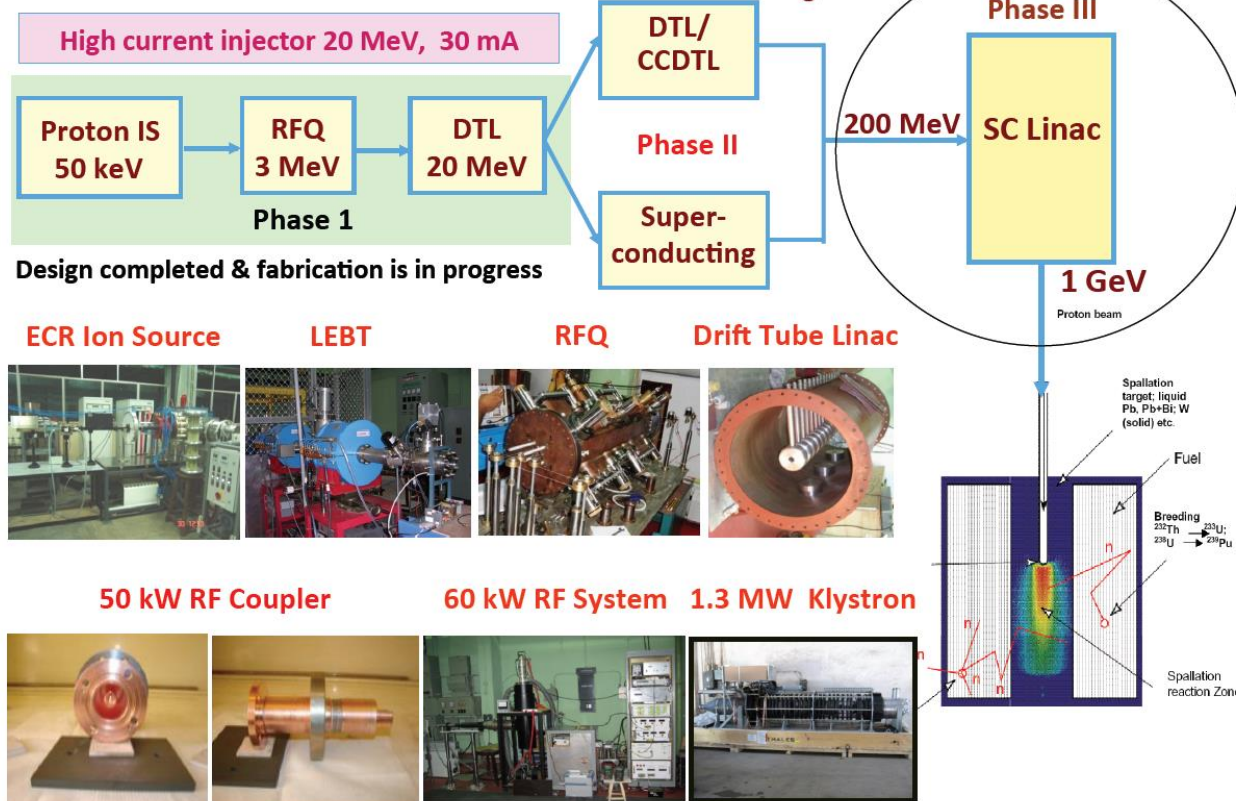 Phase III
High current injector 20 MeV, 30 mA
DTL/
CCDTL
Proton IS
50 keV
RFQ
3 MeV
DTL
20 MeV
Phase II
200 MeV
SC Linac
Phase 1
Super-
conducting
Design completed & fabrication is in progress
1 GeV
Proton beam
ECR Ion Source
LEBT
RFQ
Drift Tube Linac
Spallation
target; liquid
Pb, Pb+Bi; W
(solid) etc.
Fuel
Breeding
²³²Th → ²³³U;
²³⁸U → ²³⁹Pu
n
n
n
n
n
Spallation
reaction Zone
50 kW RF Coupler
60 kW RF System
1.3 MW Klystron
THALES